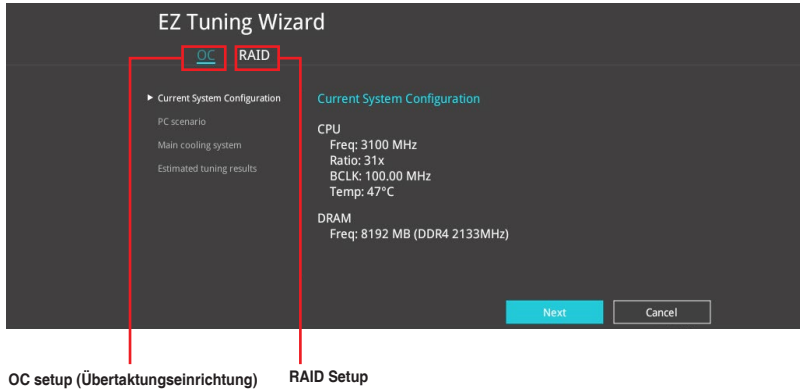 EZ Tuning Wizard
OC RAID
► Current System Configuration
PC scenario
Main cooling system
Estimated tuning results
Current System Configuration
CPU
Freq: 3100 MHz
Ratio: 31x
BCLK: 100.00 MHz
Temp: 47°C
DRAM
Freq: 8192 MB (DDR4 2133MHz)
Next Cancel
OC setup (Übertaktungseinrichtung) RAID Setup